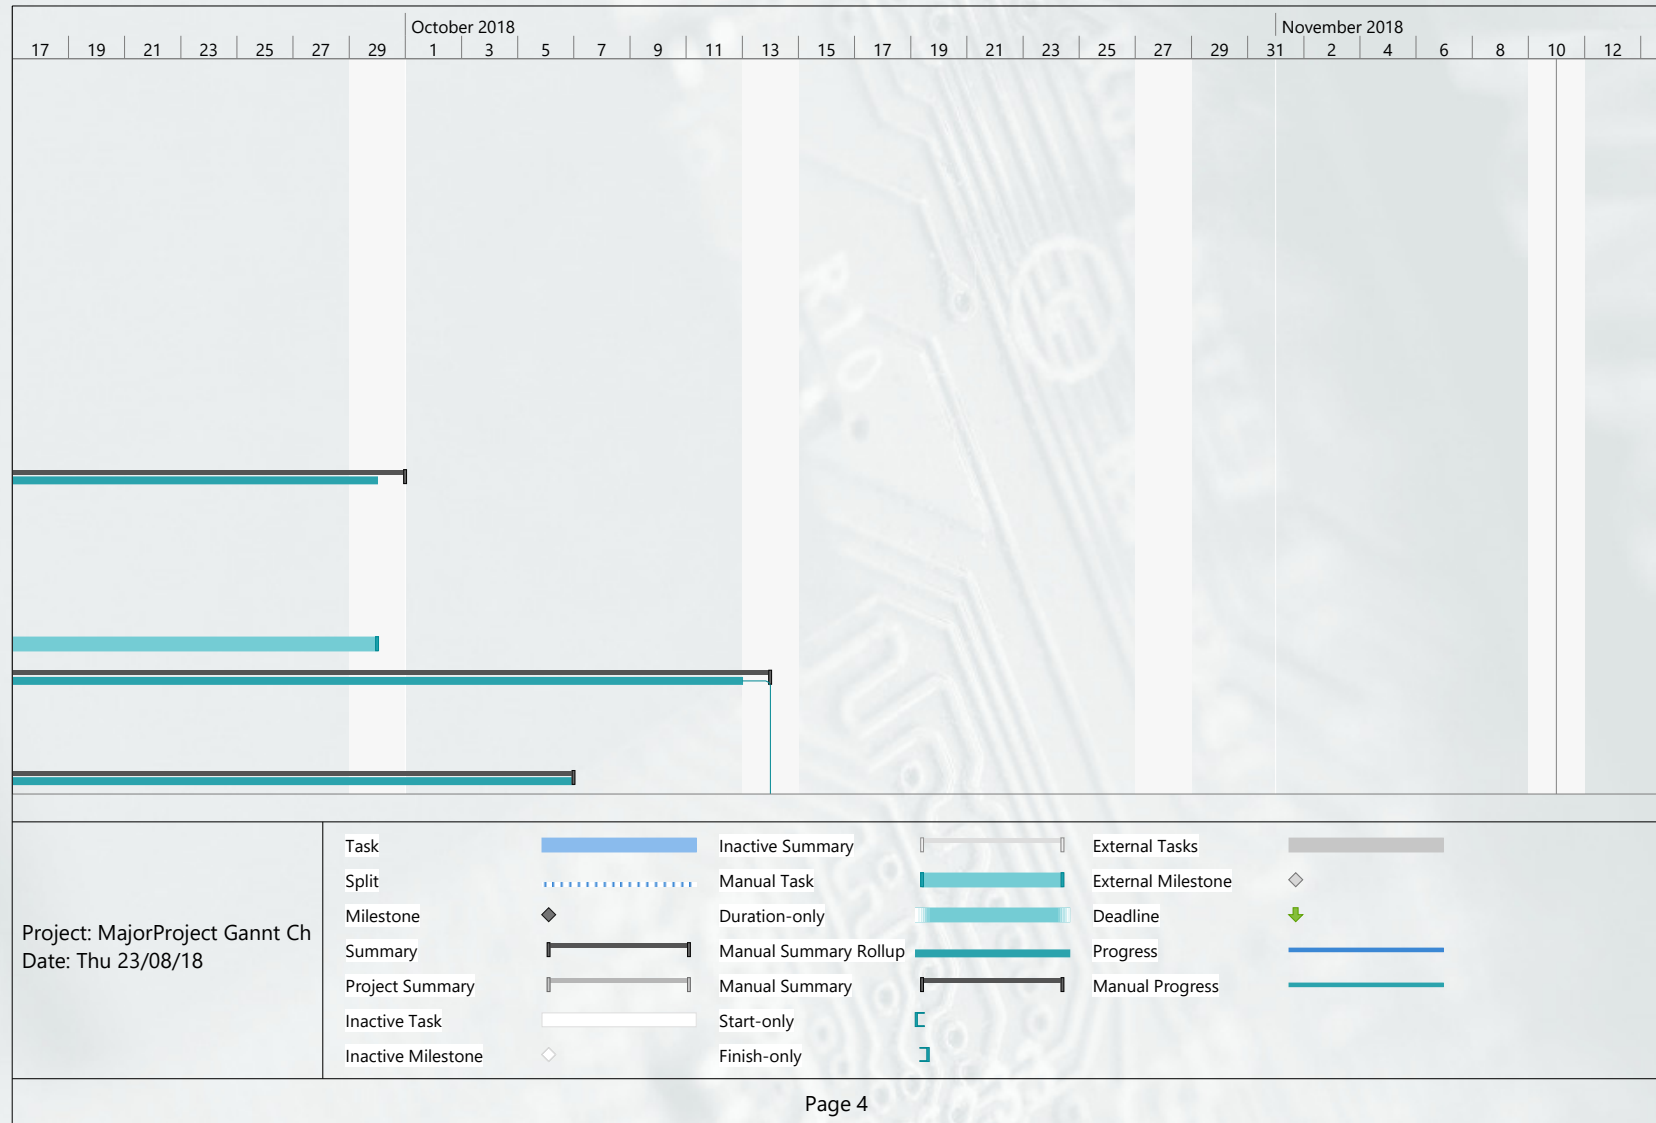 October 2018 November 2018
17 19 21 23 25 27 29 1 3 5 7 9 11 13 15 17 19 21 23 25 27 29 31 2 4 6 8 10 12
Project: MajorProject Gannt Ch
Date: Thu 23/08/18
Task
Split
Milestone
Summary
Project Summary
Inactive Task
Inactive Milestone
Inactive Summary
Manual Task
Duration-only
Manual Summary Rollup
Manual Summary
Start-only
Finish-only
External Tasks
External Milestone
Deadline
Progress
Manual Progress
Page 4